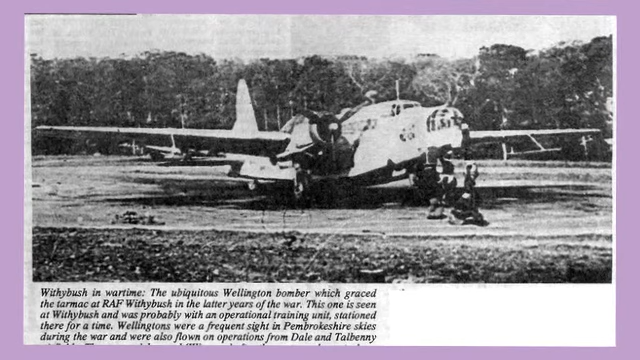 Withybush in wartime: The ubiquitous Wellington bomber which graced
the tarmac at RAF Withybush in the latter years of the war. This one is seen
at Withybush and was probably with an operational training unit, stationed
there for a time. Wellingtons were a frequent sight in Pembrokeshire skies
during the war and were also flown on operations from Dale and Talbenny